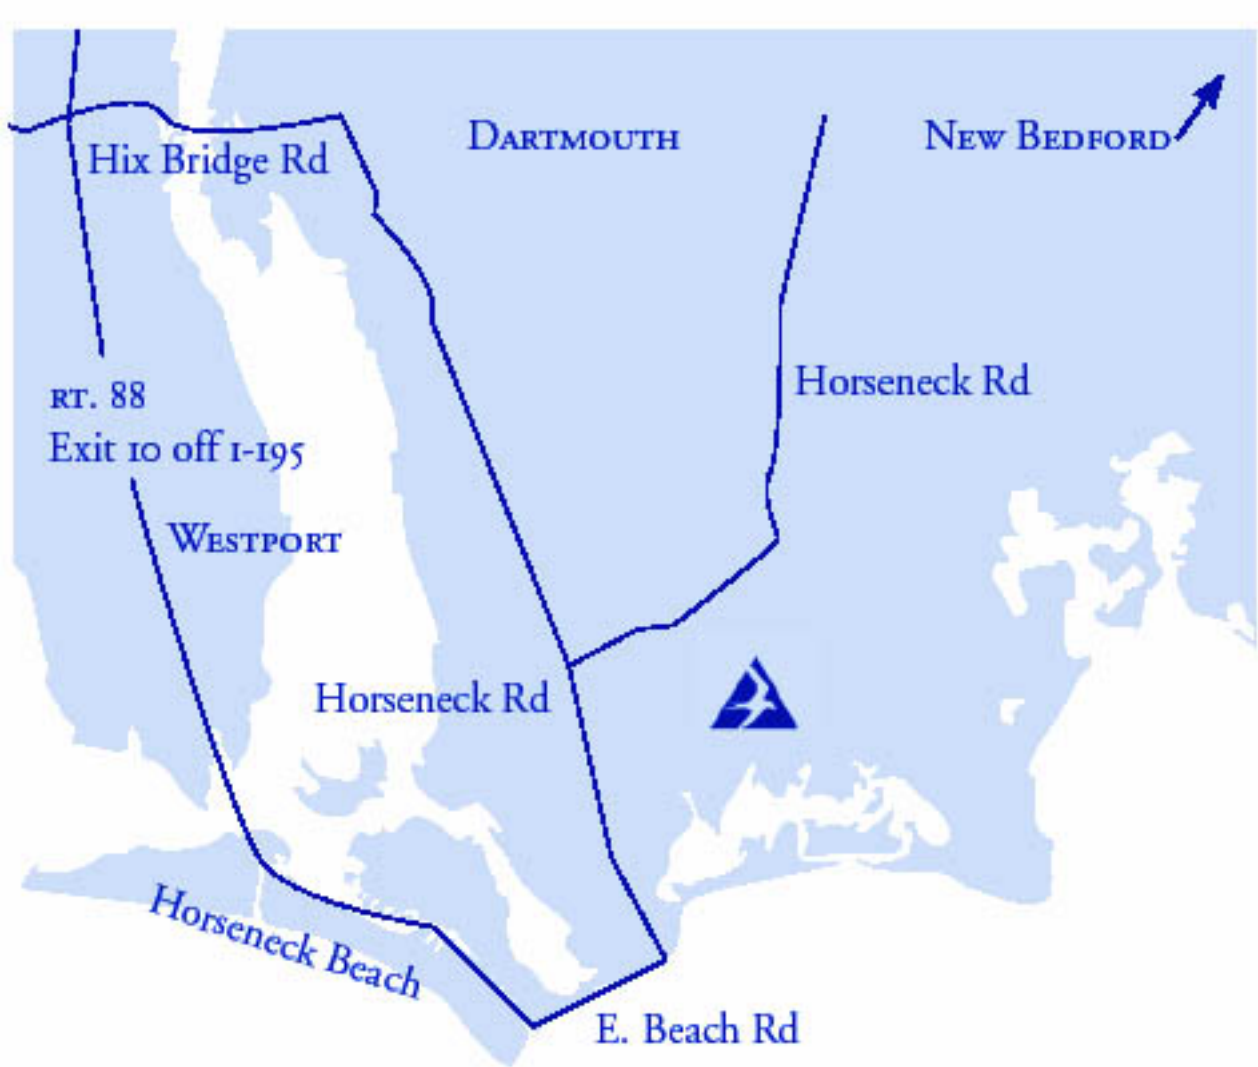 Dartmouth
New Bedford
Hix Bridge Rd
Horseneck Rd
rt. 88
Exit 10 off 1-195
Westport
Horseneck Rd
Horseneck Beach
E. Beach Rd